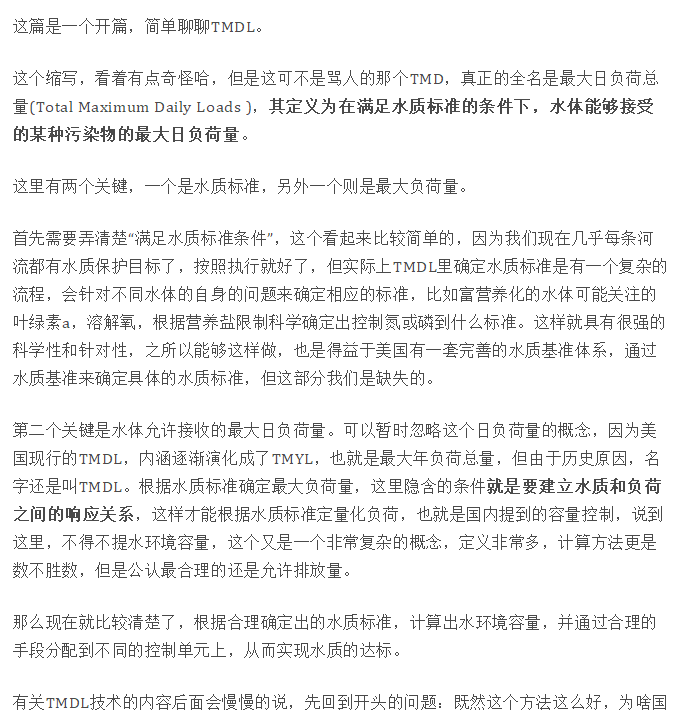 这篇是一个开篇，简单聊聊TMDL。
这个缩写，看着有点奇怪哈，但是这可不是骂人的那个TMD，真正的全名是最大日负荷总
量(Total Maximum Daily Loads )，其定义为在满足水质标准的条件下，水体能够接受
的某种污染物的最大日负荷量。
这里有两个关键，一个是水质标准，另外一个则是最大负荷量。
首先需要弄清楚“满足水质标准条件”，这个看起来比较简单的，因为我们现在几乎每条河
流都有水质保护目标了，按照执行就好了，但实际上TMDL里确定水质标准是有一个复杂的
流程，会针对不同水体的自身的问题来确定相应的标准，比如富营养化的水体可能关注的
叶绿素a，溶解氧，根据营养盐限制科学确定出控制氮或磷到什么标准。这样就具有很强的
科学性和针对性，之所以能够这样做，也是得益于美国有一套完善的水质基准体系，通过
水质基准来确定具体的水质标准，但这部分我们是缺失的。
第二个关键是水体允许接收的最大日负荷量。可以暂时忽略这个日负荷量的概念，因为美
国现行的TMDL，内涵逐渐演化成了TMYL，也就是最大年负荷总量，但由于历史原因，名
字还是叫TMDL。根据水质标准确定最大负荷量，这里隐含的条件就是要建立水质和负荷
之间的响应关系，这样才能根据水质标准定量化负荷，也就是国内提到的容量控制，说到
这里，不得不提水环境容量，这个又是一个非常复杂的概念，定义非常多，计算方法更是
数不胜数，但是公认最合理的还是允许排放量。
那么现在就比较清楚了，根据合理确定出的水质标准，计算出水环境容量，并通过合理的
手段分配到不同的控制单元上，从而实现水质的达标。
有关TMDL技术的内容后面会慢慢的说，先回到开头的问题：既然这个方法这么好，为啥国